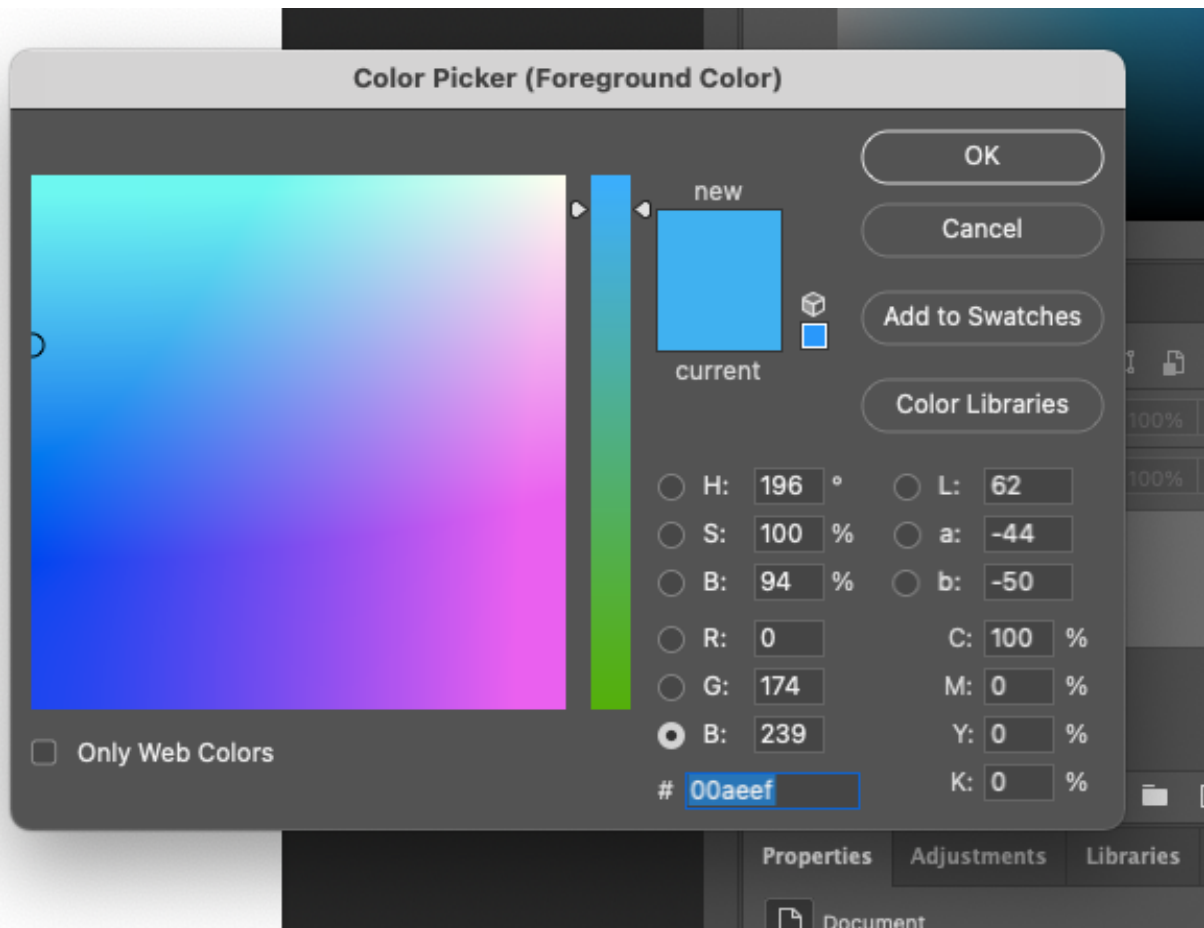 Color Picker (Foreground Color)
OK
new
Cancel
Add to Swatches
current
Color Libraries
100%
100%
H: 196 ° L: 62
S: 100 % a: -44
B: 94 % b: -50
R: 0 C: 100 %
G: 174 M: 0 %
B: 239 Y: 0 %
Only Web Colors
# 00aeef K: 0 %
Properties Adjustments Libraries
Document